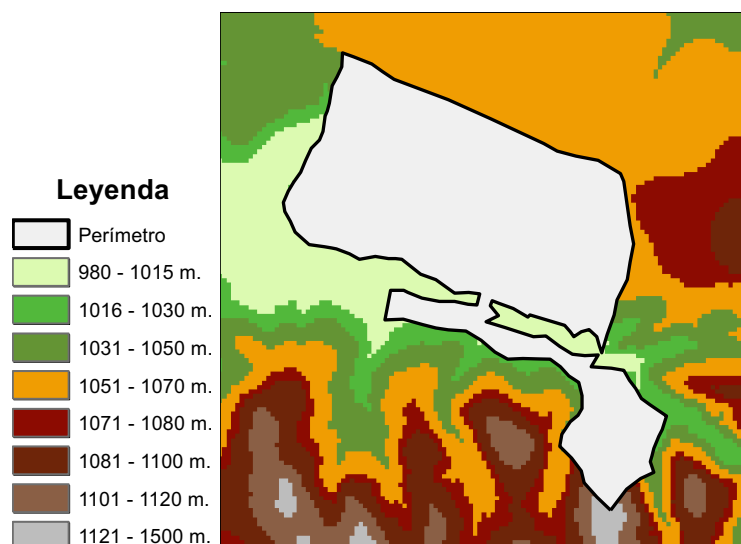 Leyenda
Perímetro
980 - 1015 m.
1016 - 1030 m.
1031 - 1050 m.
1051 - 1070 m.
1071 - 1080 m.
1081 - 1100 m.
1101 - 1120 m.
1121 - 1500 m.